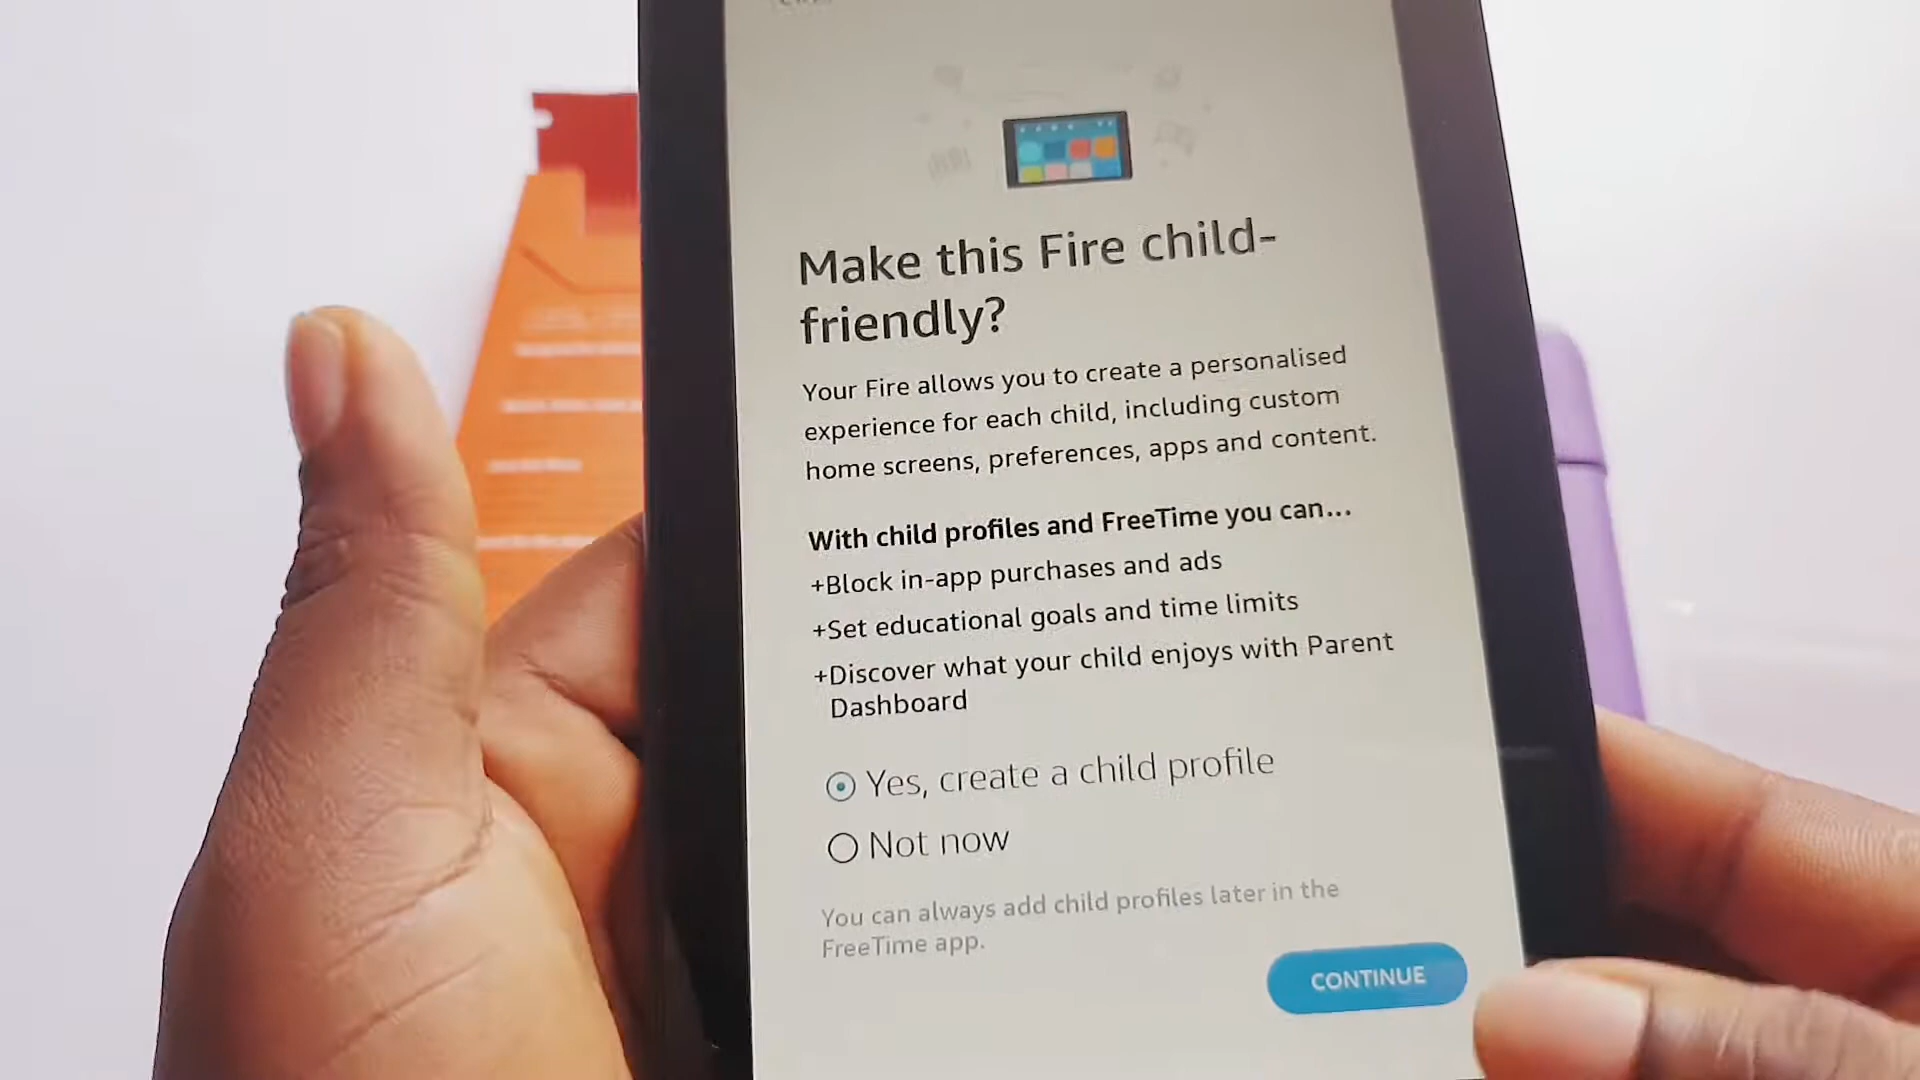 Make this Fire child-
friendly?
Your Fire allows you to create a personalised
experience for each child, including custom
home screens, preferences, apps and content.
With child profiles and FreeTime you can...
+Block in-app purchases and ads
+Set educational goals and time limits
+Discover what your child enjoys with Parent
Dashboard
Yes, create a child profile
Not now
You can always add child profiles later in the
FreeTime app.
CONTINUE